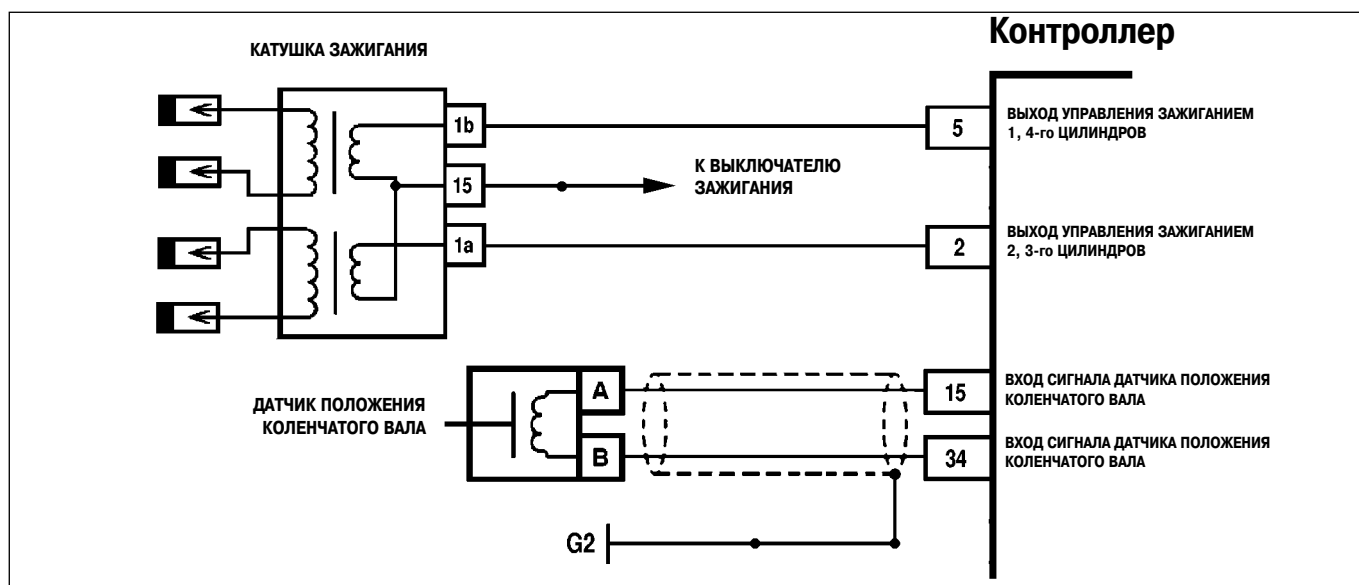 Контроллер
КАТУШКА ЗАЖИГАНИЯ
1b
5
ВЫХОД УПРАВЛЕНИЯ ЗАЖИГАНИЕМ
1, 4-го ЦИЛИНДРОВ
15
К ВЫКЛЮЧАТЕЛЮ
ЗАЖИГАНИЯ
1a
2
ВЫХОД УПРАВЛЕНИЯ ЗАЖИГАНИЕМ
2, 3-го ЦИЛИНДРОВ
ДАТЧИК ПОЛОЖЕНИЯ
КОЛЕНЧАТОГО ВАЛА
A
15
ВХОД СИГНАЛА ДАТЧИКА ПОЛОЖЕНИЯ
КОЛЕНЧАТОГО ВАЛА
B
34
ВХОД СИГНАЛА ДАТЧИКА ПОЛОЖЕНИЯ
КОЛЕНЧАТОГО ВАЛА
G2